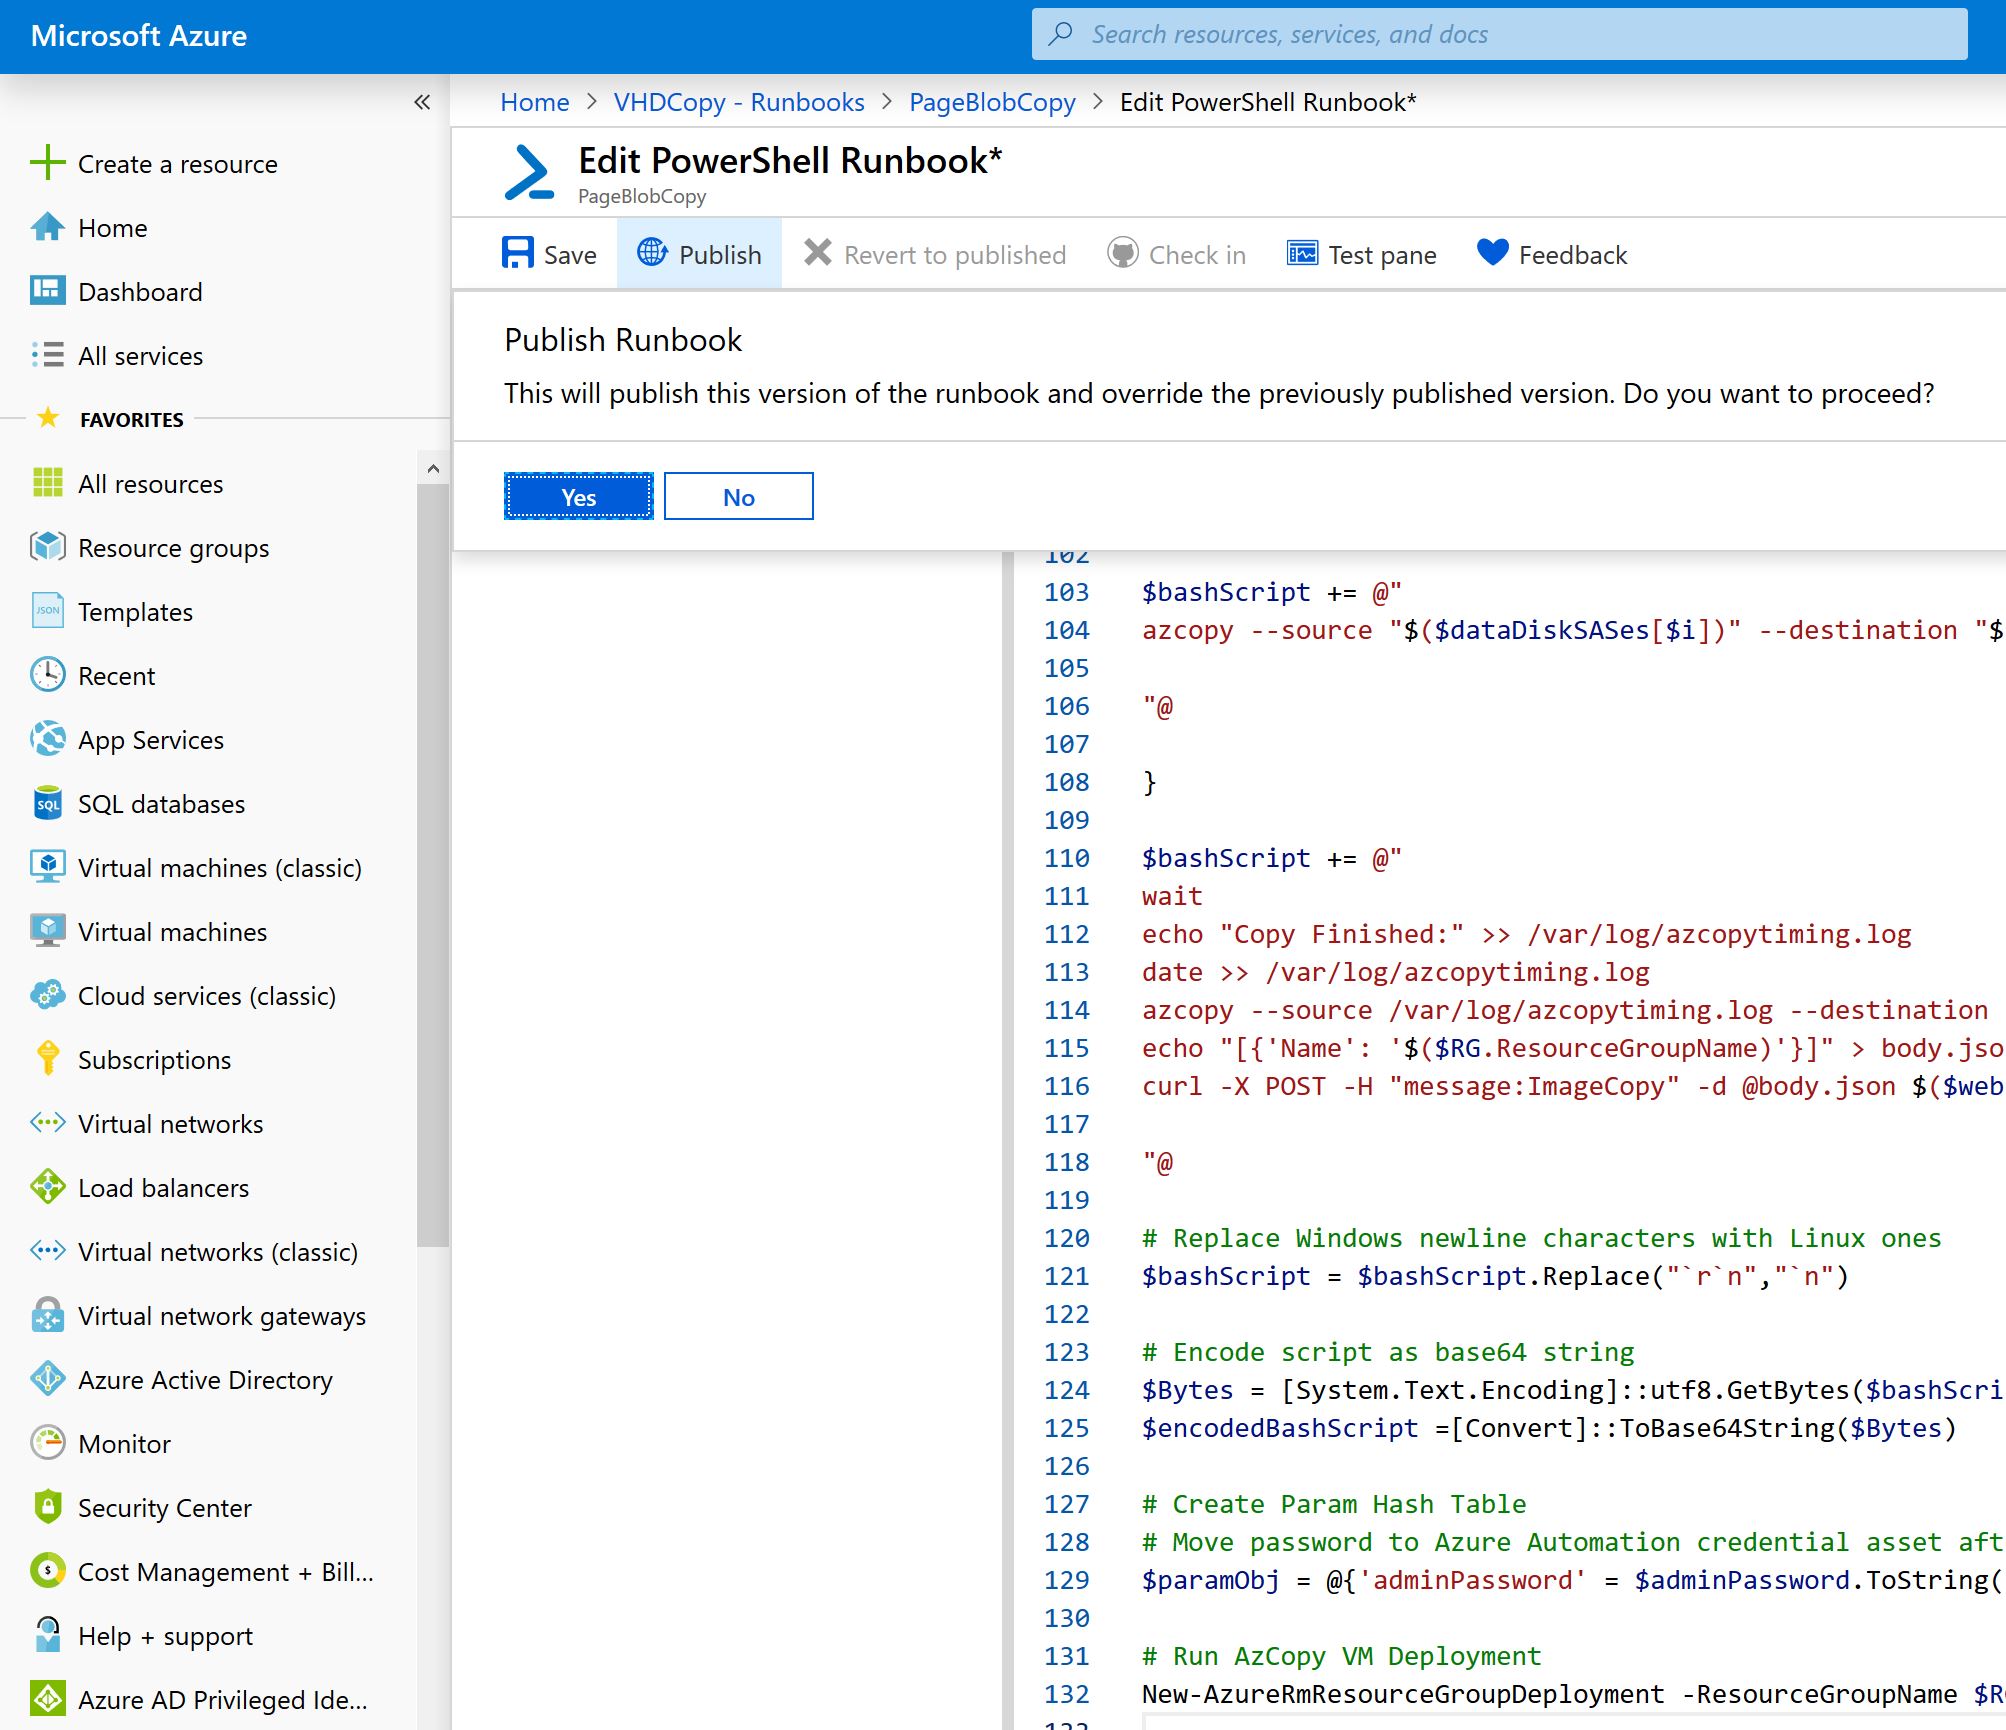 Microsoft Azure
Search resources, services, and docs
Home > VHDCopy - Runbooks > PageBlobCopy > Edit PowerShell Runbook*
Create a resource
Home
Dashboard
All services
FAVORITES
All resources
Resource groups
JSON
Templates
Recent
App Services
SQL
SQL databases
Virtual machines (classic)
Virtual machines
Cloud services (classic)
Subscriptions
Virtual networks
Load balancers
Virtual networks (classic)
Virtual network gateways
Azure Active Directory
Monitor
Security Center
Cost Management + Bill...
Help + support
Azure AD Privileged Ide...
Edit PowerShell Runbook*
PageBlobCopy
Save Publish Revert to published Check in Test pane Feedback
Publish Runbook
This will publish this version of the runbook and override the previously published version. Do you want to proceed?
Yes No
102
103 $bashScript += @"
104 azcopy --source "$($dataDiskSASes[$i])" --destination "$
105
106 "@
107
108 }
109
110 $bashScript += @"
111 wait
112 echo "Copy Finished:" >> /var/log/azcopytiming.log
113 date >> /var/log/azcopytiming.log
114 azcopy --source /var/log/azcopytiming.log --destination
115 echo "[{'Name': '$($RG.ResourceGroupName)'}]" > body.jso
116 curl -X POST -H "message:ImageCopy" -d @body.json $($web
117
118 "@
119
120 # Replace Windows newline characters with Linux ones
121 $bashScript = $bashScript.Replace("`r`n","`n")
122
123 # Encode script as base64 string
124 $Bytes = [System.Text.Encoding]::utf8.GetBytes($bashScri
125 $encodedBashScript =[Convert]::ToBase64String($Bytes)
126
127 # Create Param Hash Table
128 # Move password to Azure Automation credential asset aft
129 $paramObj = @{'adminPassword' = $adminPassword.ToString(
130
131 # Run AzCopy VM Deployment
132 New-AzureRmResourceGroupDeployment -ResourceGroupName $R